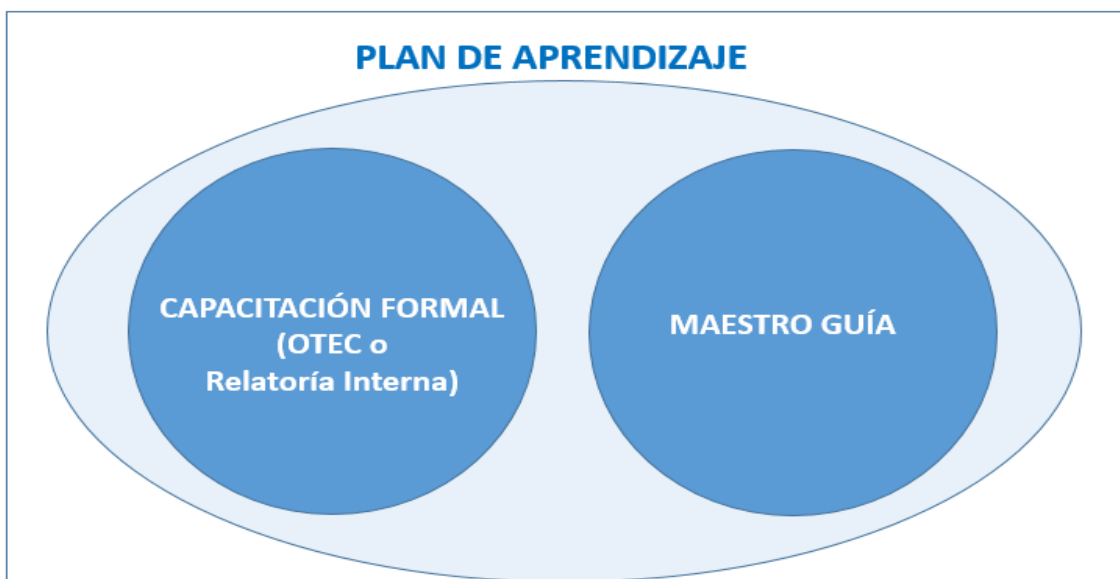 PLAN DE APRENDIZAJE
CAPACITACIÓN FORMAL
(OTEC o
Relatoría Interna)
MAESTRO GUÍA